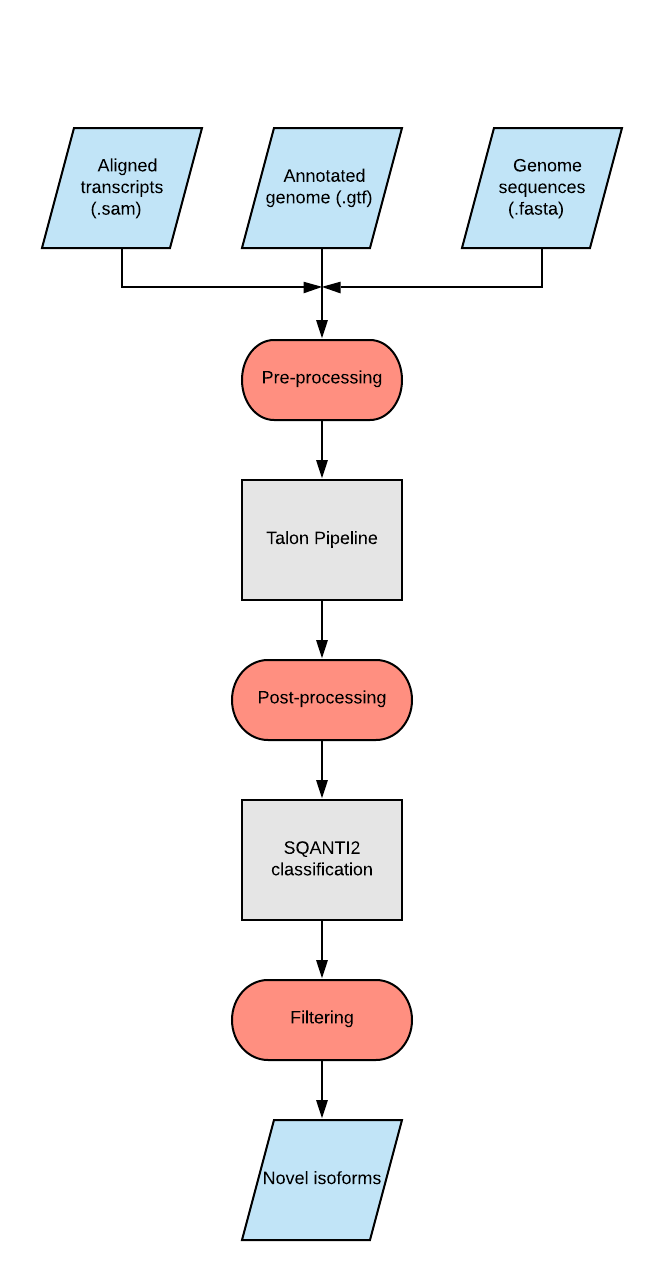 Aligned
transcripts
(.sam)
Annotated
genome (.gtf)
Genome
sequences
(.fasta)
Pre-processing
Talon Pipeline
Post-processing
SQANTI2
classification
Filtering
Novel isoforms